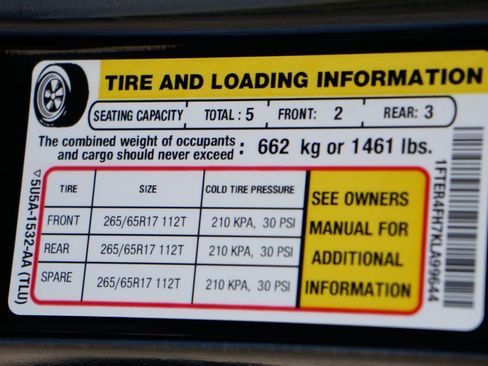 TIRE AND LOADING INFORMATION
SEATING CAPACITY TOTAL : 5 FRONT: 2 REAR: 3
The combined weight of occupants
and cargo should never exceed : 662 kg or 1461 lbs.
TIRE SIZE COLD TIRE PRESSURE
FRONT 265/65R17 112T 210 KPA, 30 PSI
REAR 265/65R17 112T 210 KPA, 30 PSI
SPARE 265/65R17 112T 210 KPA, 30 PSI
SEE OWNERS
MANUAL FOR
ADDITIONAL
INFORMATION
▽5U5A-1532-AA (TLU)
1FTER4FH7KLA99644